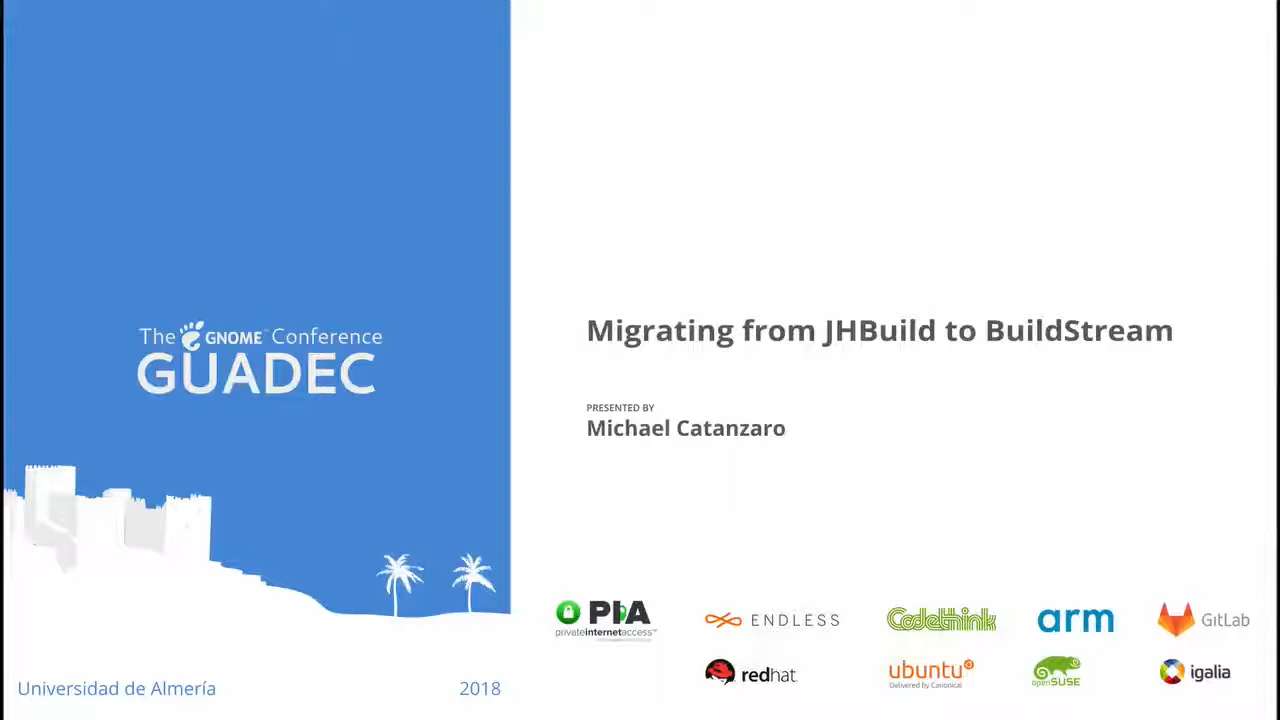 The GNOME Conference
GUADEC
Universidad de Almería
2018
Migrating from JHBuild to BuildStream
PRESENTED BY
Michael Catanzaro
PIA
privateinternetaccess™
ENDLESS
Codethink
arm
GitLab
redhat.
ubuntu
Delivered by Canonical
openSUSE
igalia